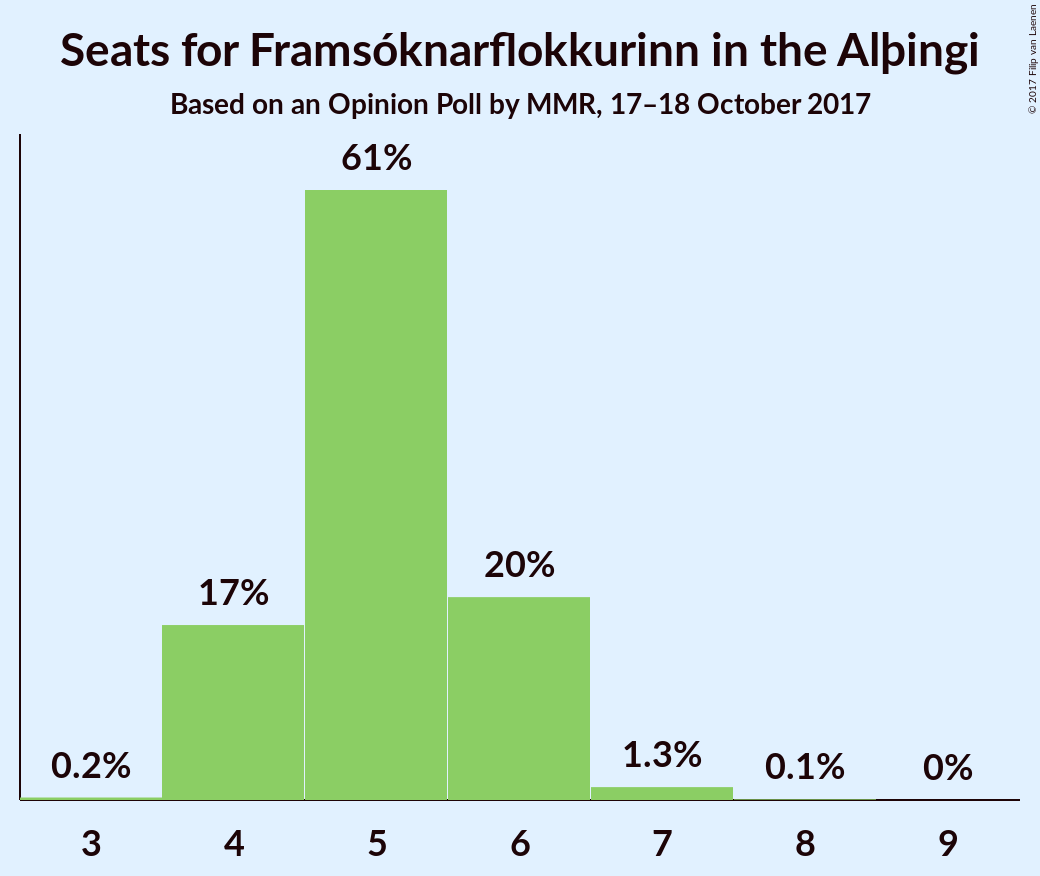 Seats for Framsóknarflokkurinn in the Alþingi
Based on an Opinion Poll by MMR, 17–18 October 2017
© 2017 Filip van Laenen
61%
20%
17%
1.3%
0.2%
0.1%
0%
3 4 5 6 7 8 9